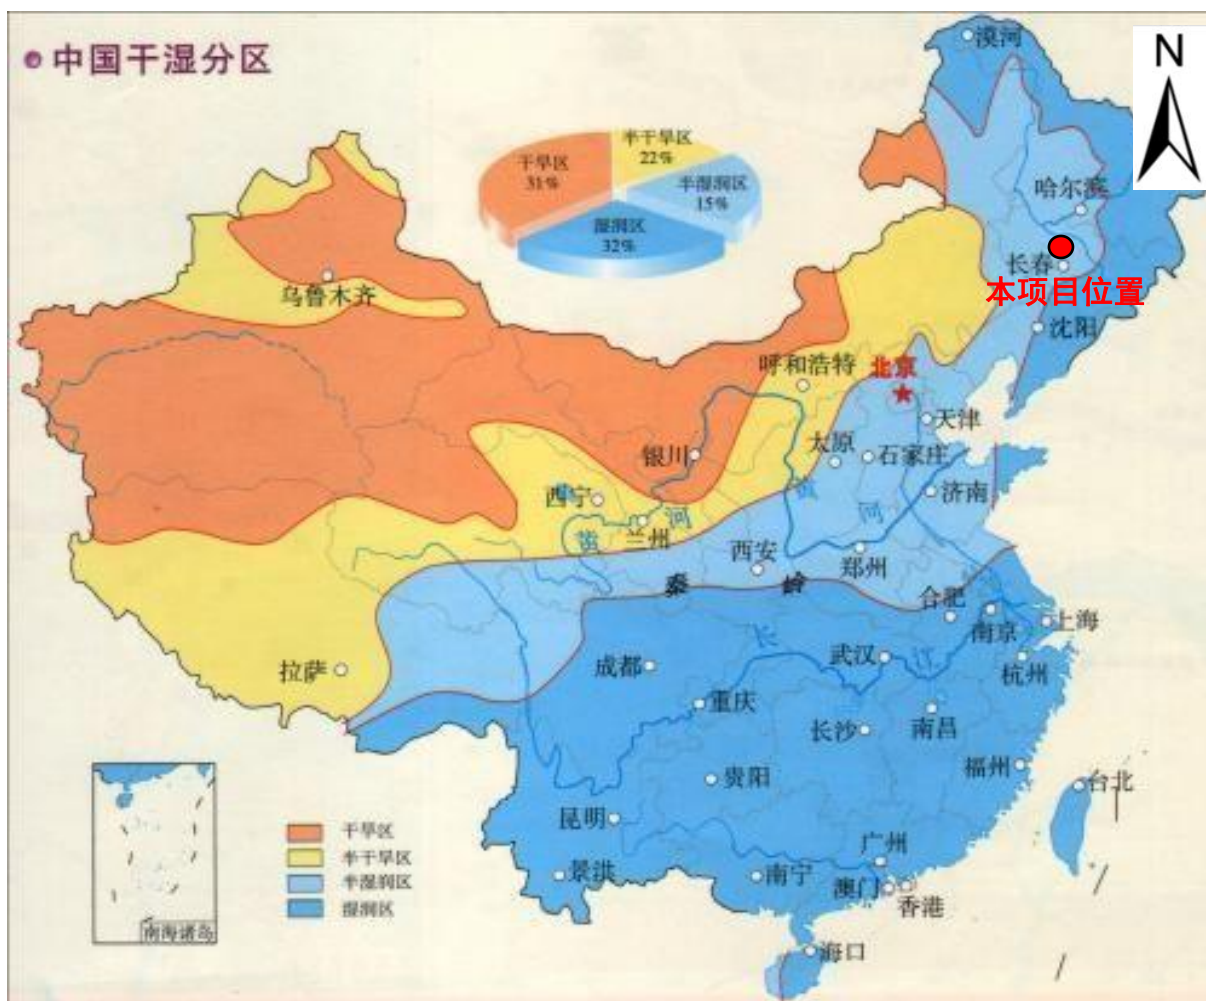 中国干湿分区
N
漠河
半干旱区
22%
干旱区
31%
半湿润区
15%
湿润区
32%
哈尔滨
长春
本项目位置
乌鲁木齐
沈阳
呼和浩特
北京
天津
银川
太原
石家庄
西宁
黄
河
济南
兰州
西安
郑州
秦
岭
合肥
南京
上海
拉萨
成都
长
江
武汉
杭州
重庆
长沙
南昌
贵阳
福州
台北
昆明
广州
景洪
南宁
澳门
香港
海口
南海诸岛
干旱区
半干旱区
半湿润区
湿润区